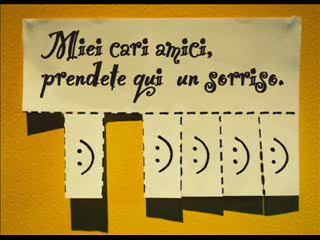 Miei cari amici,
prendete qui un sorriso.
:) :) :) :)